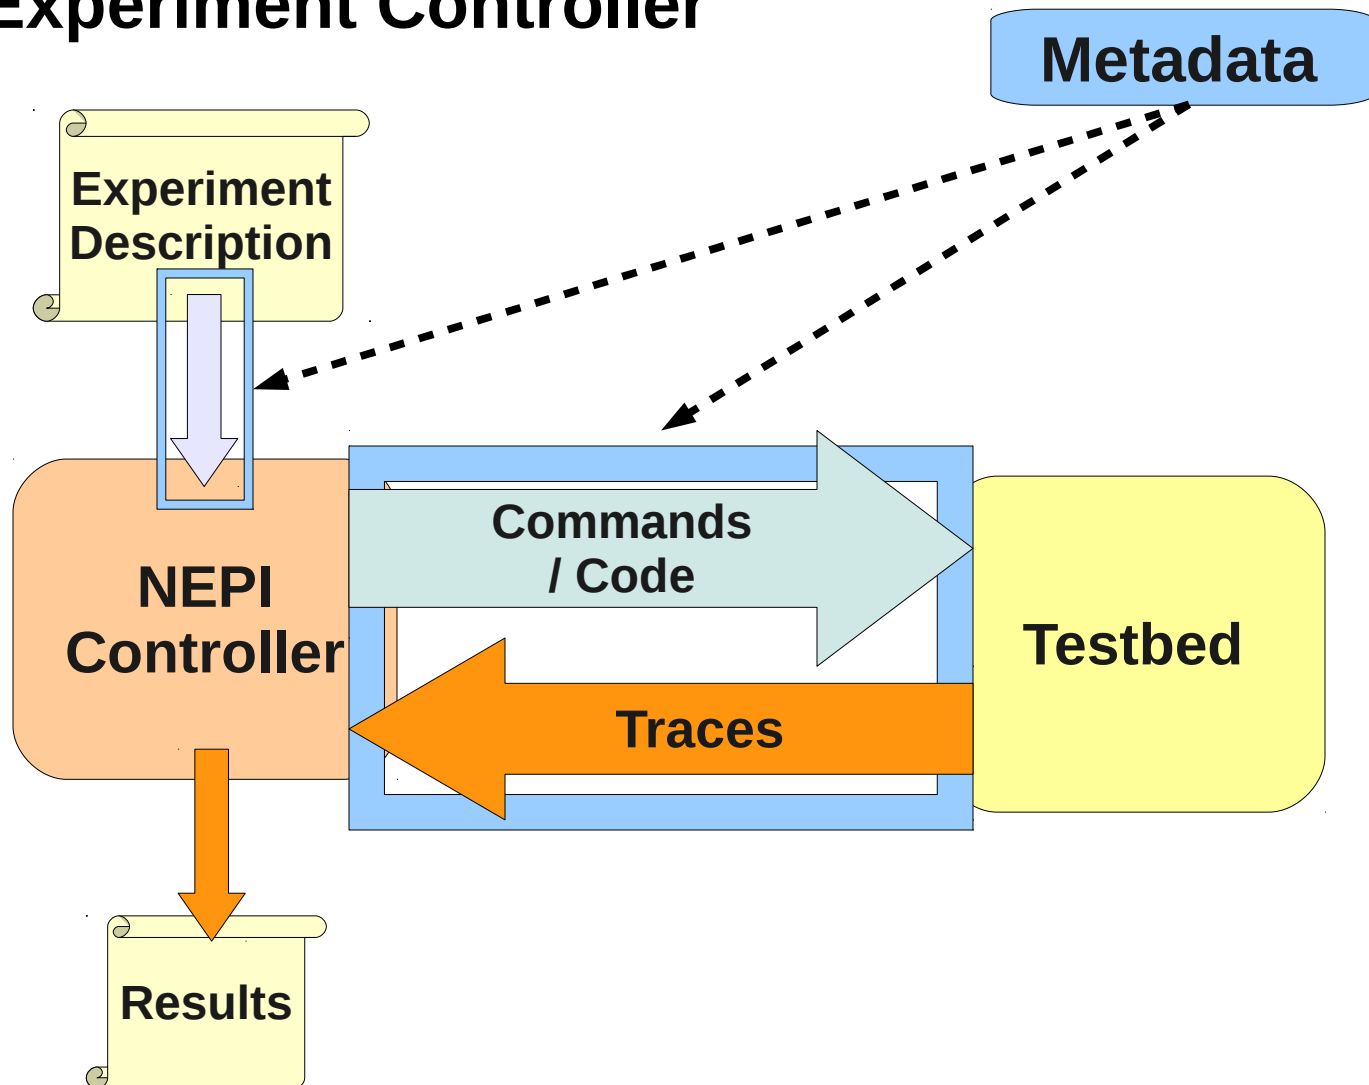 Experiment Controller
Metadata
Experiment
Description
Commands
/ Code
NEPI
Controller
Testbed
Traces
Results